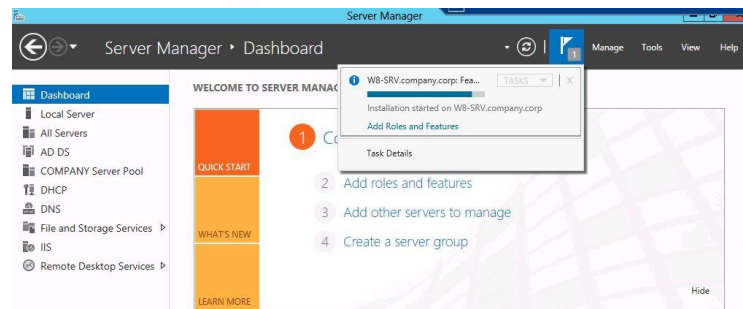 Server Manager
Server Manager • Dashboard
1
Manage Tools View Help
Dashboard
Local Server
All Servers
AD DS
COMPANY Server Pool
DHCP
DNS
File and Storage Services
IIS
Remote Desktop Services
WELCOME TO SERVER MANAG
QUICK START
WHAT'S NEW
LEARN MORE
1
2 Add roles and features
3 Add other servers to manage
4 Create a server group
Hide
W8-SRV.company.corp: Fea... TASKS X
Installation started on W8-SRV.company.corp
Add Roles and Features
Task Details